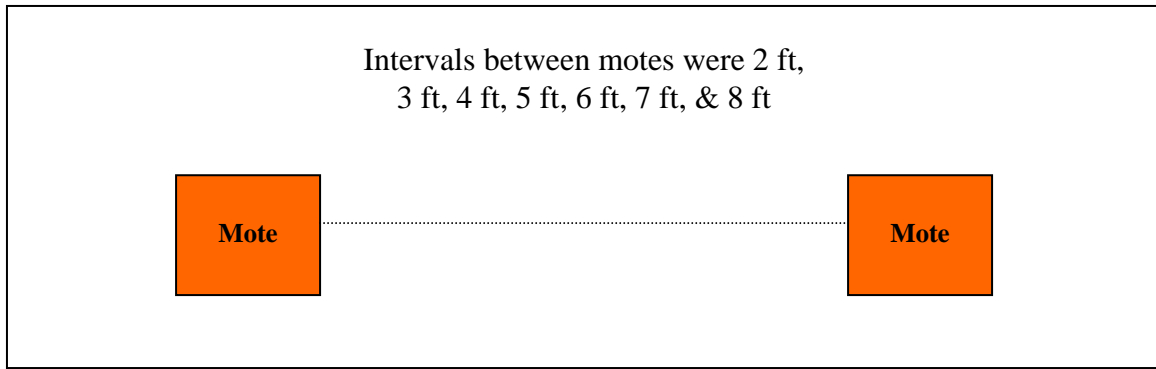 Intervals between motes were 2 ft,
3 ft, 4 ft, 5 ft, 6 ft, 7 ft, & 8 ft
Mote
Mote